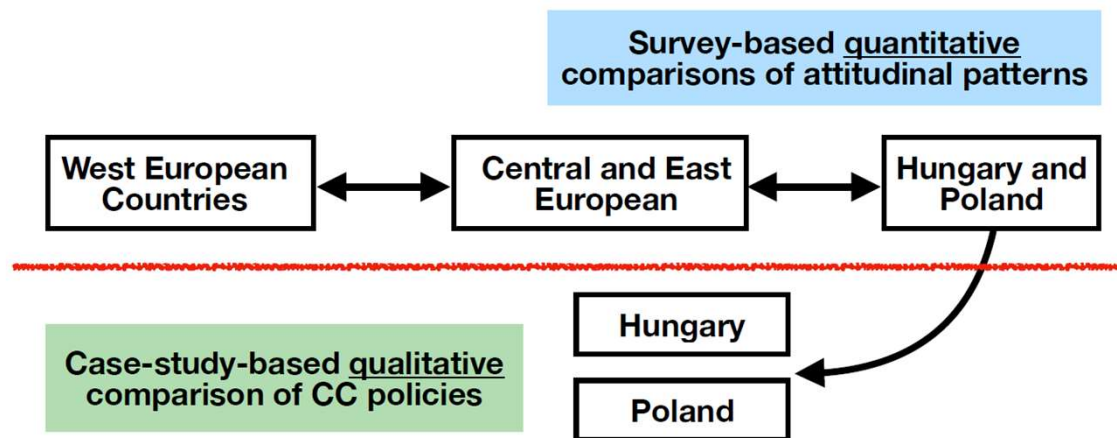 Survey-based quantitative
comparisons of attitudinal patterns
West European
Countries
Central and East
European
Hungary and
Poland
Hungary
Case-study-based qualitative
comparison of CC policies
Poland